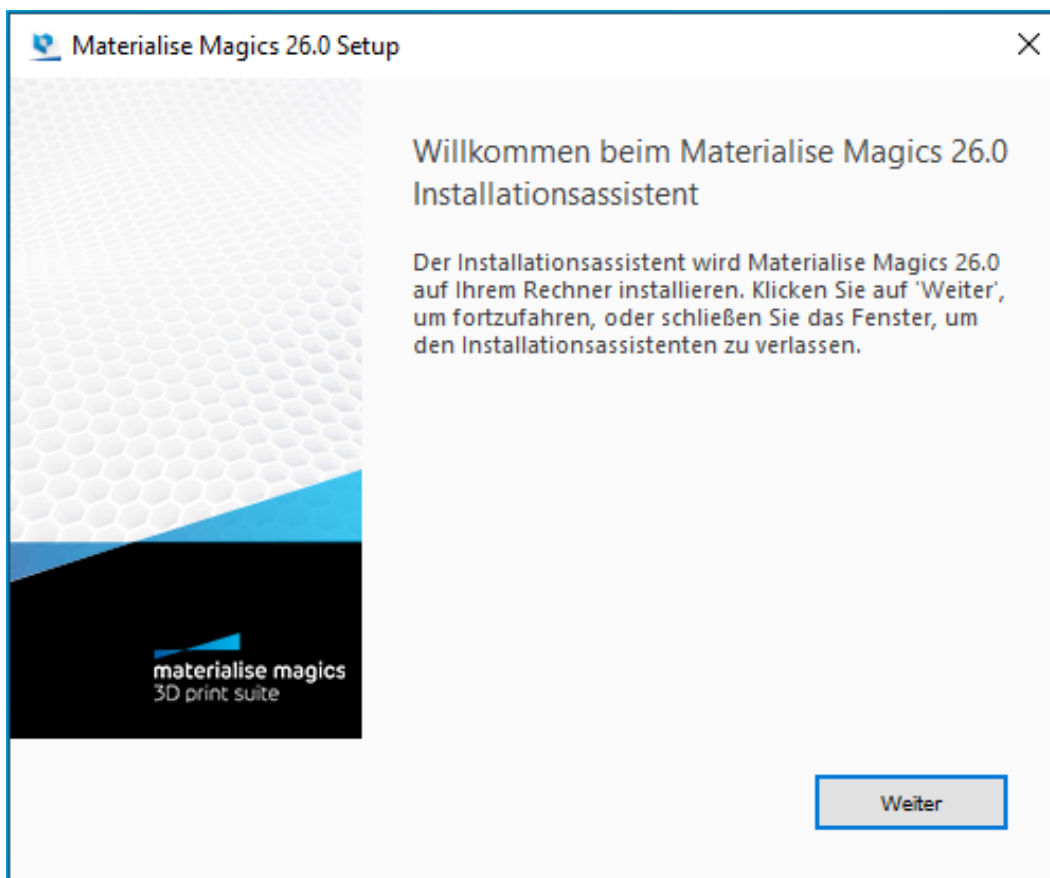 Materialise Magics 26.0 Setup
Willkommen beim Materialise Magics 26.0
Installationsassistent
Der Installationsassistent wird Materialise Magics 26.0
auf Ihrem Rechner installieren. Klicken Sie auf 'Weiter',
um fortzufahren, oder schließen Sie das Fenster, um
den Installationsassistenten zu verlassen.
materialise magics
3D print suite
Weiter